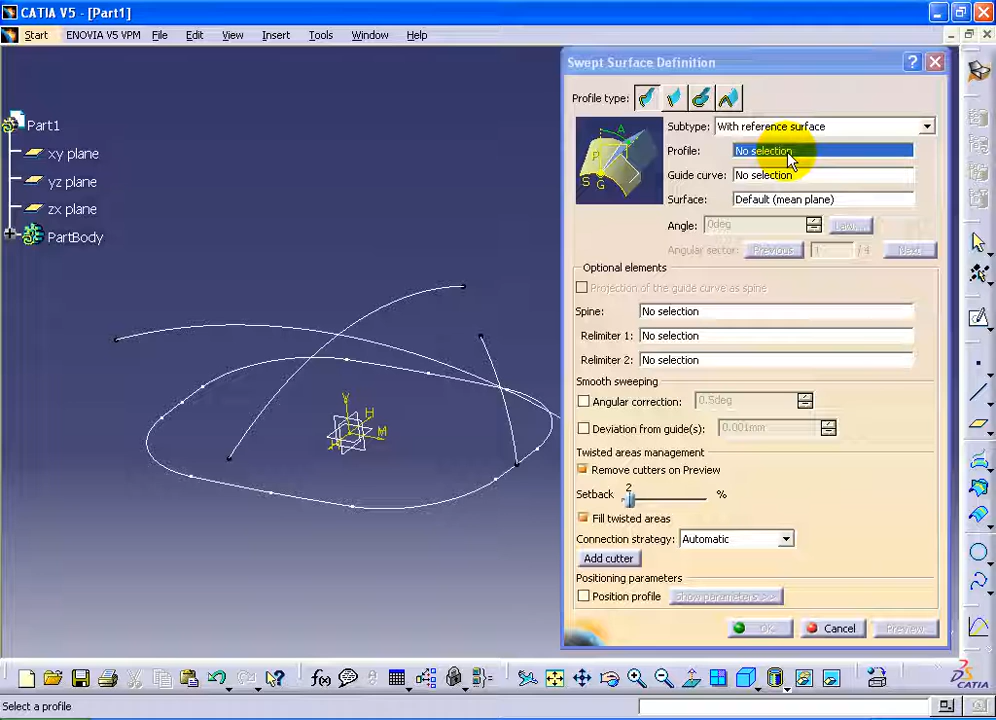 CATIA V5 - [Part1]
Start ENOVIA V5 VPM File Edit View Insert Tools Window Help
Part1
xy plane
yz plane
zx plane
PartBody
V
H
M
Swept Surface Definition
Profile type:
A
P
S
G
Subtype: With reference surface
Profile: No selection
Guide curve: No selection
Surface: Default (mean plane)
Angle: 0deg Law...
Angular sector: Previous 1 / 4 Next
Optional elements
Projection of the guide curve as spine
Spine: No selection
Relimiter 1: No selection
Relimiter 2: No selection
Smooth sweeping
Angular correction: 0.5deg
Deviation from guide(s): 0.001mm
Twisted areas management
Remove cutters on Preview
Setback 2 %
Fill twisted areas
Connection strategy: Automatic
Add cutter
Positioning parameters
Position profile Show parameters >>
OK Cancel Preview
f(x)
CATIA
Select a profile